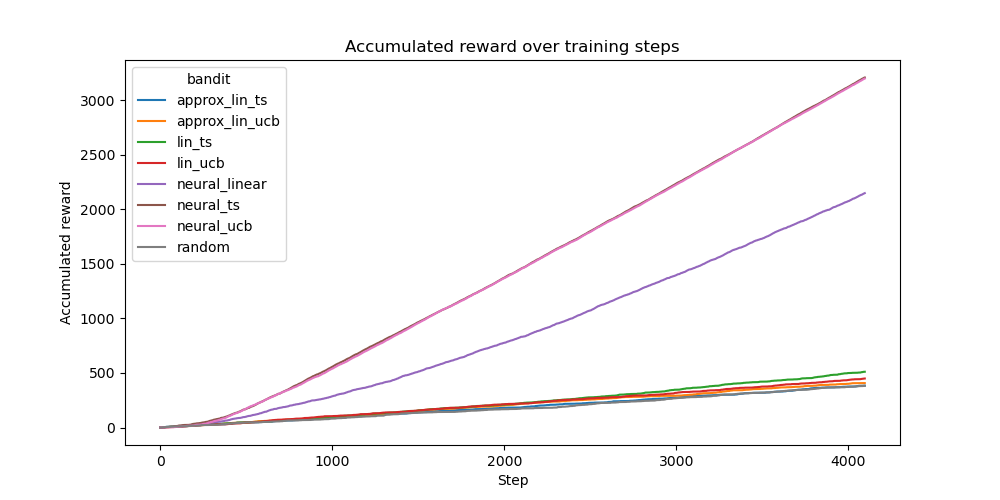 Accumulated reward over training steps
bandit
approx_lin_ts
approx_lin_ucb
lin_ts
lin_ucb
neural_linear
neural_ts
neural_ucb
random
Accumulated reward
3000
2500
2000
1500
1000
500
0
0 1000 2000 3000 4000
Step